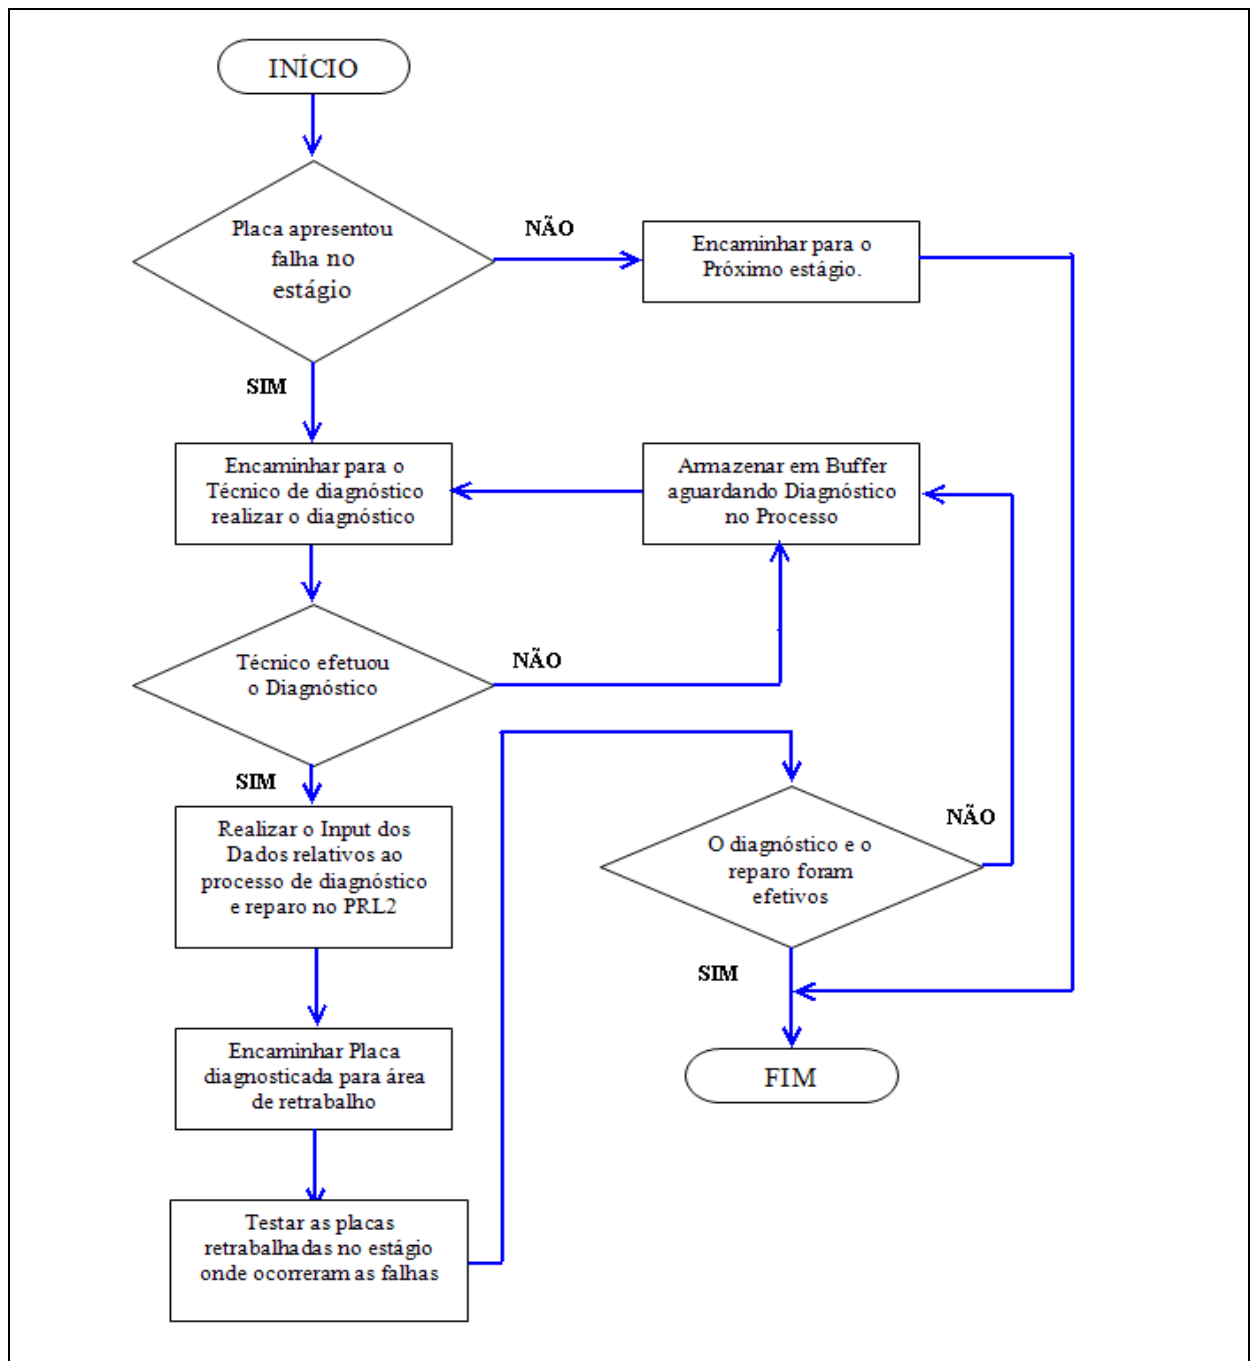 INÍCIO
Placa apresentou
falha no
estágio
NÃO
Encaminhar para o
Próximo estágio.
SIM
Encaminhar para o
Técnico de diagnóstico
realizar o diagnóstico
Armazenar em Buffer
aguardando Diagnóstico
no Processo
Técnico efetuou
o Diagnóstico
NÃO
SIM
Realizar o Input dos
Dados relativos ao
processo de diagnóstico
e reparo no PRL2
O diagnóstico e o
reparo foram
efetivos
NÃO
SIM
Encaminhar Placa
diagnosticada para área
de retrabalho
FIM
Testar as placas
retrabalhadas no estágio
onde ocorreram as falhas